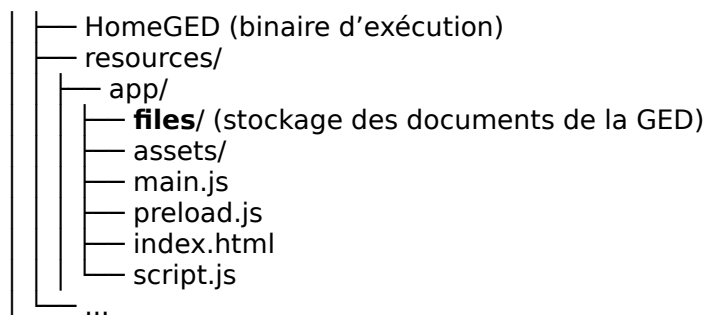 HomeGED (binaire d’exécution)
resources/
app/
files/ (stockage des documents de la GED)
assets/
main.js
preload.js
index.html
script.js
...